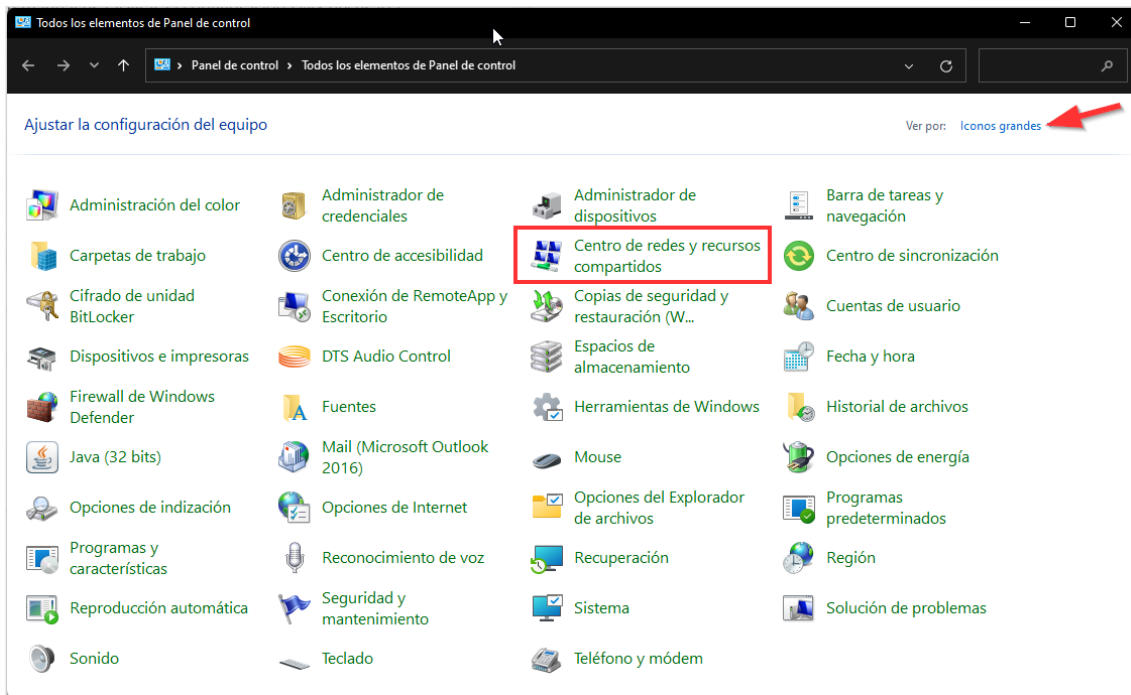 Todos los elementos de Panel de control
Panel de control > Todos los elementos de Panel de control
Ajustar la configuración del equipo
Ver por: Iconos grandes
Administración del color
Administrador de
credenciales
Administrador de
dispositivos
Barra de tareas y
navegación
Carpetas de trabajo
Centro de accesibilidad
Centro de redes y recursos
compartidos
Centro de sincronización
Cifrado de unidad
BitLocker
Conexión de RemoteApp y
Escritorio
Copias de seguridad y
restauración (W...
Cuentas de usuario
Dispositivos e impresoras
DTS Audio Control
Espacios de
almacenamiento
Fecha y hora
Firewall de Windows
Defender
Fuentes
Herramientas de Windows
Historial de archivos
Java (32 bits)
Mail (Microsoft Outlook
2016)
Mouse
Opciones de energía
Opciones de indización
Opciones de Internet
Opciones del Explorador
de archivos
Programas
predeterminados
Programas y
características
Reconocimiento de voz
Recuperación
Región
Reproducción automática
Seguridad y
mantenimiento
Sistema
Solución de problemas
Sonido
Teclado
Teléfono y módem